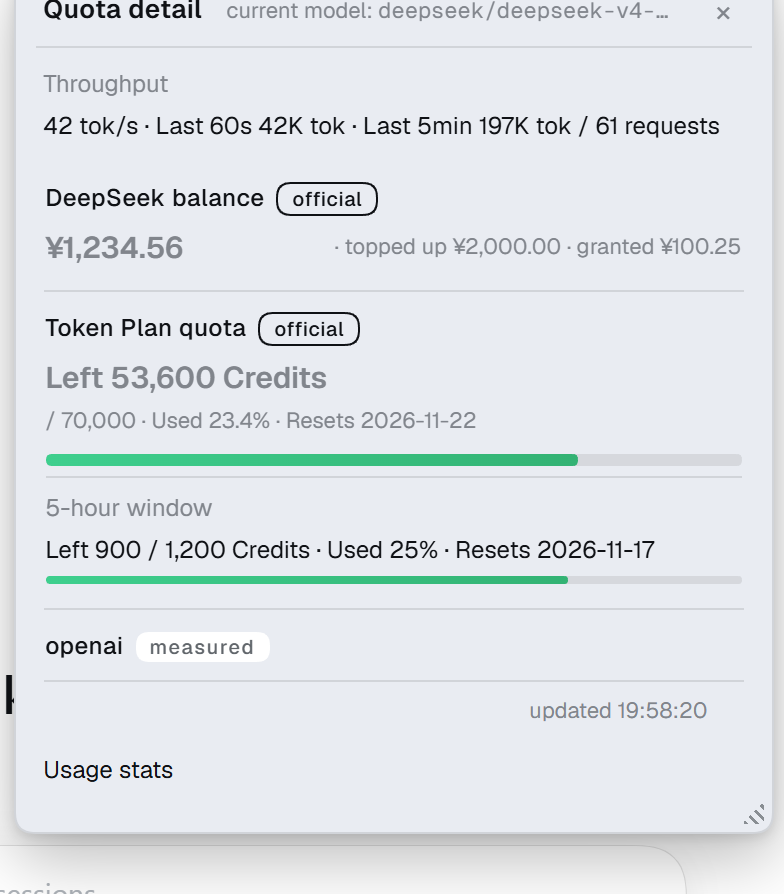 Quota detail current model: deepseek/deepseek-v4-… ×
Throughput
42 tok/s · Last 60s 42K tok · Last 5min 197K tok / 61 requests
DeepSeek balance official
¥1,234.56 · topped up ¥2,000.00 · granted ¥100.25
Token Plan quota official
Left 53,600 Credits
/ 70,000 · Used 23.4% · Resets 2026-11-22
5-hour window
Left 900 / 1,200 Credits · Used 25% · Resets 2026-11-17
openai measured
updated 19:58:20
Usage stats
sessions